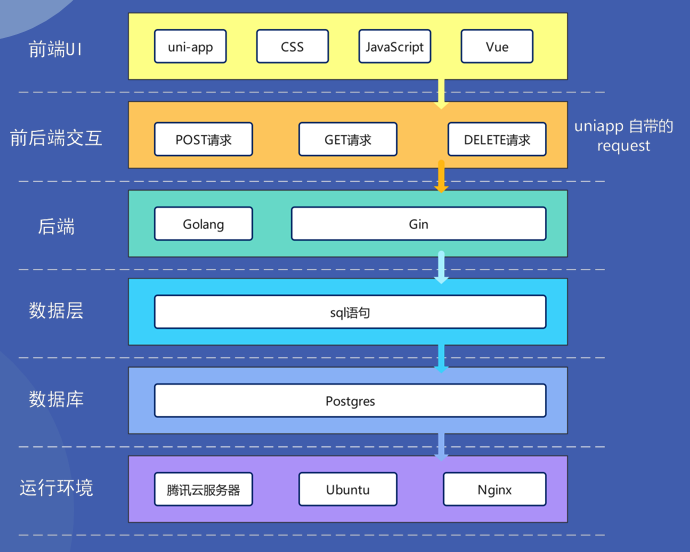 前端UI
uni-app
CSS
JavaScript
Vue
前后端交互
POST请求
GET请求
DELETE请求
uniapp 自带的
request
后端
Golang
Gin
数据层
sql语句
数据库
Postgres
运行环境
腾讯云服务器
Ubuntu
Nginx